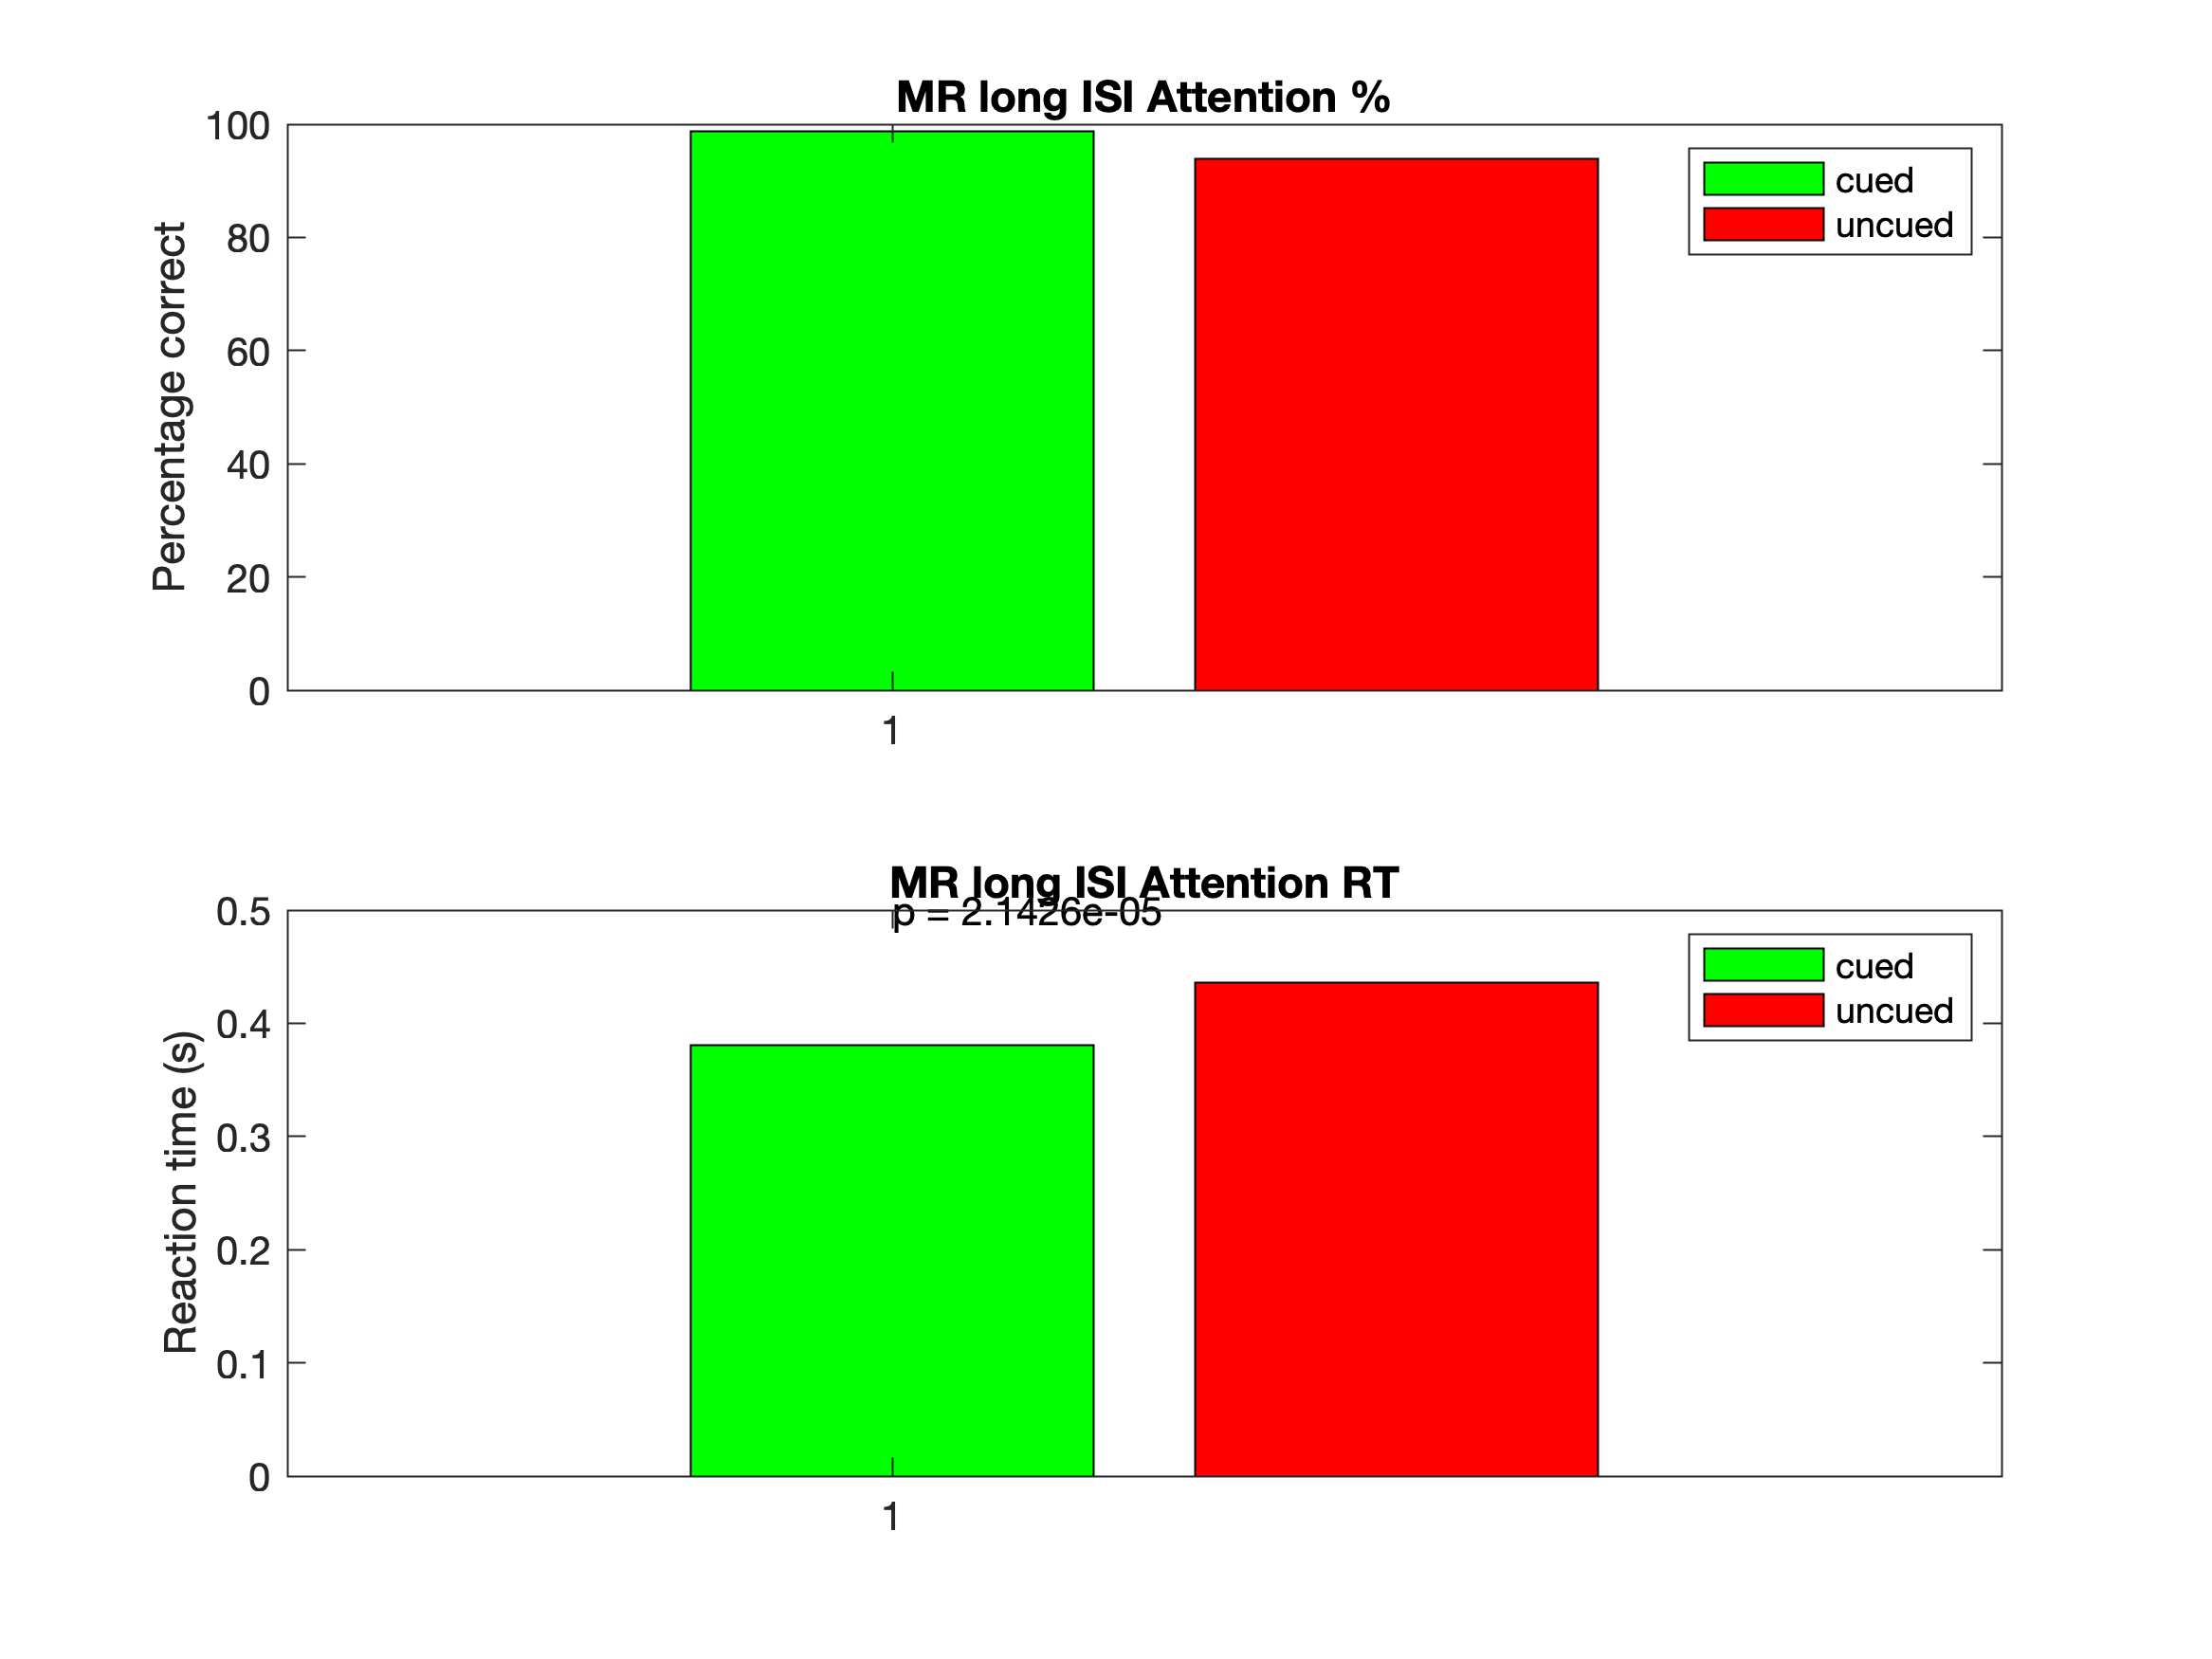 MR long ISI Attention %
100
80
60
40
20
0
Percentage correct
cued
uncued
1
MR long ISI Attention RT
p = 2.1426e-05
0.5
0.4
0.3
0.2
0.1
0
Reaction time (s)
cued
uncued
1